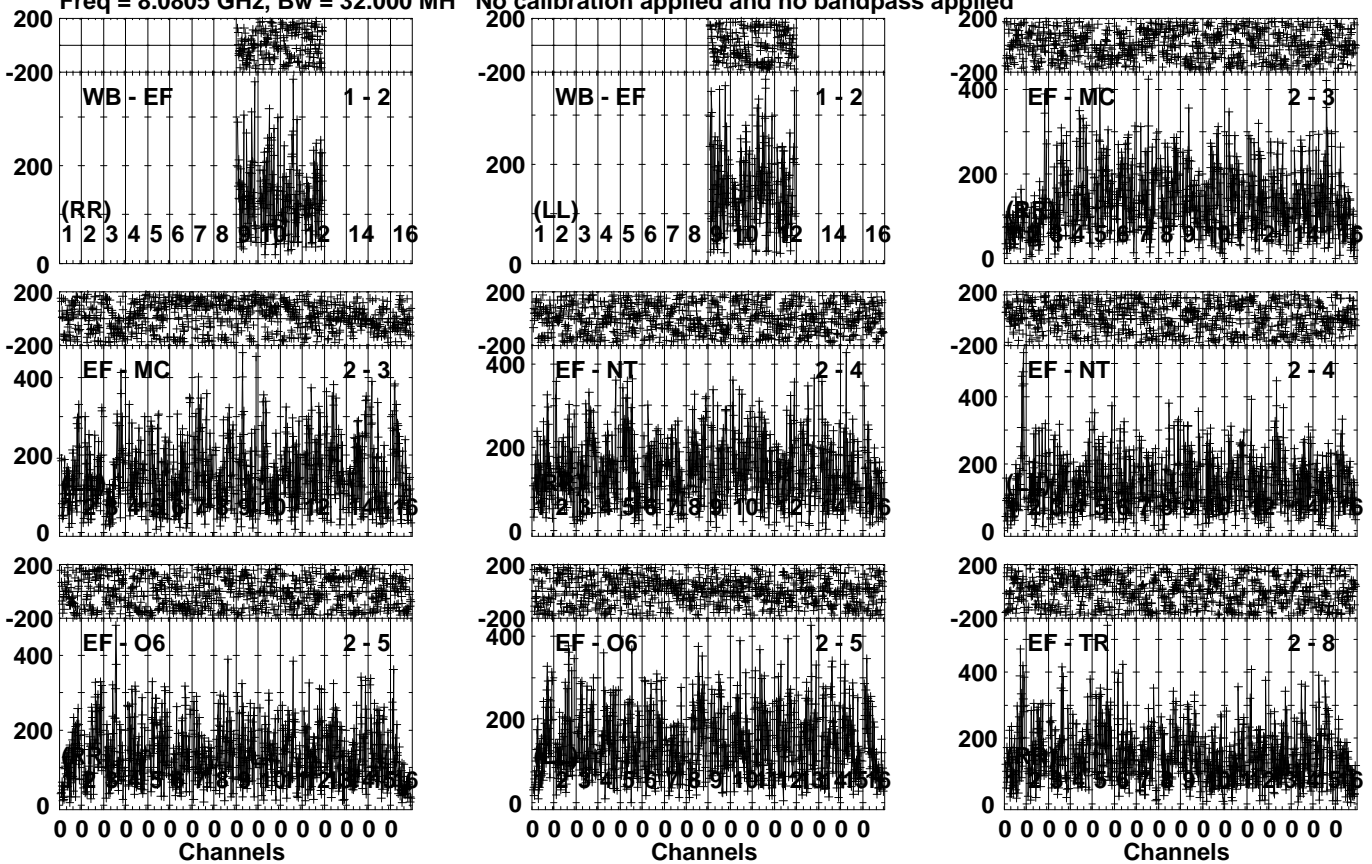 Freq = 8.0805 GHz, Bw = 32.000 MH No calibration applied and no bandpass applied
200 200 200
-200 -200 -200
WB - EF 1 - 2 WB - EF 1 - 2 400 EF - MC 2 - 3
200 200 200
(RR) (LL)
1 2 3 4 5 6 7 8 9 10 12 14 16 1 2 3 4 5 6 7 8 9 10 12 14 16
0 0 0
200 200 200
-200 -200 -200
400 EF - MC 2 - 3 400 EF - NT 2 - 4 EF - NT 2 - 4
400
200 200 200
0 0 0
200 200 200
-200 -200 -200
EF - O6 2 - 5 400 EF - O6 2 - 5 EF - TR 2 - 8
400 400
200 200 200
0 0 0
0 0 0 0 0 0 0 0 0 0 0 0 0 0 0 0 0 0 0 0 0 0 0 0 0 0 0 0 0 0 0 0 0 0 0 0 0 0 0 0 0 0 0 0 0 0 0 0
Channels Channels Channels